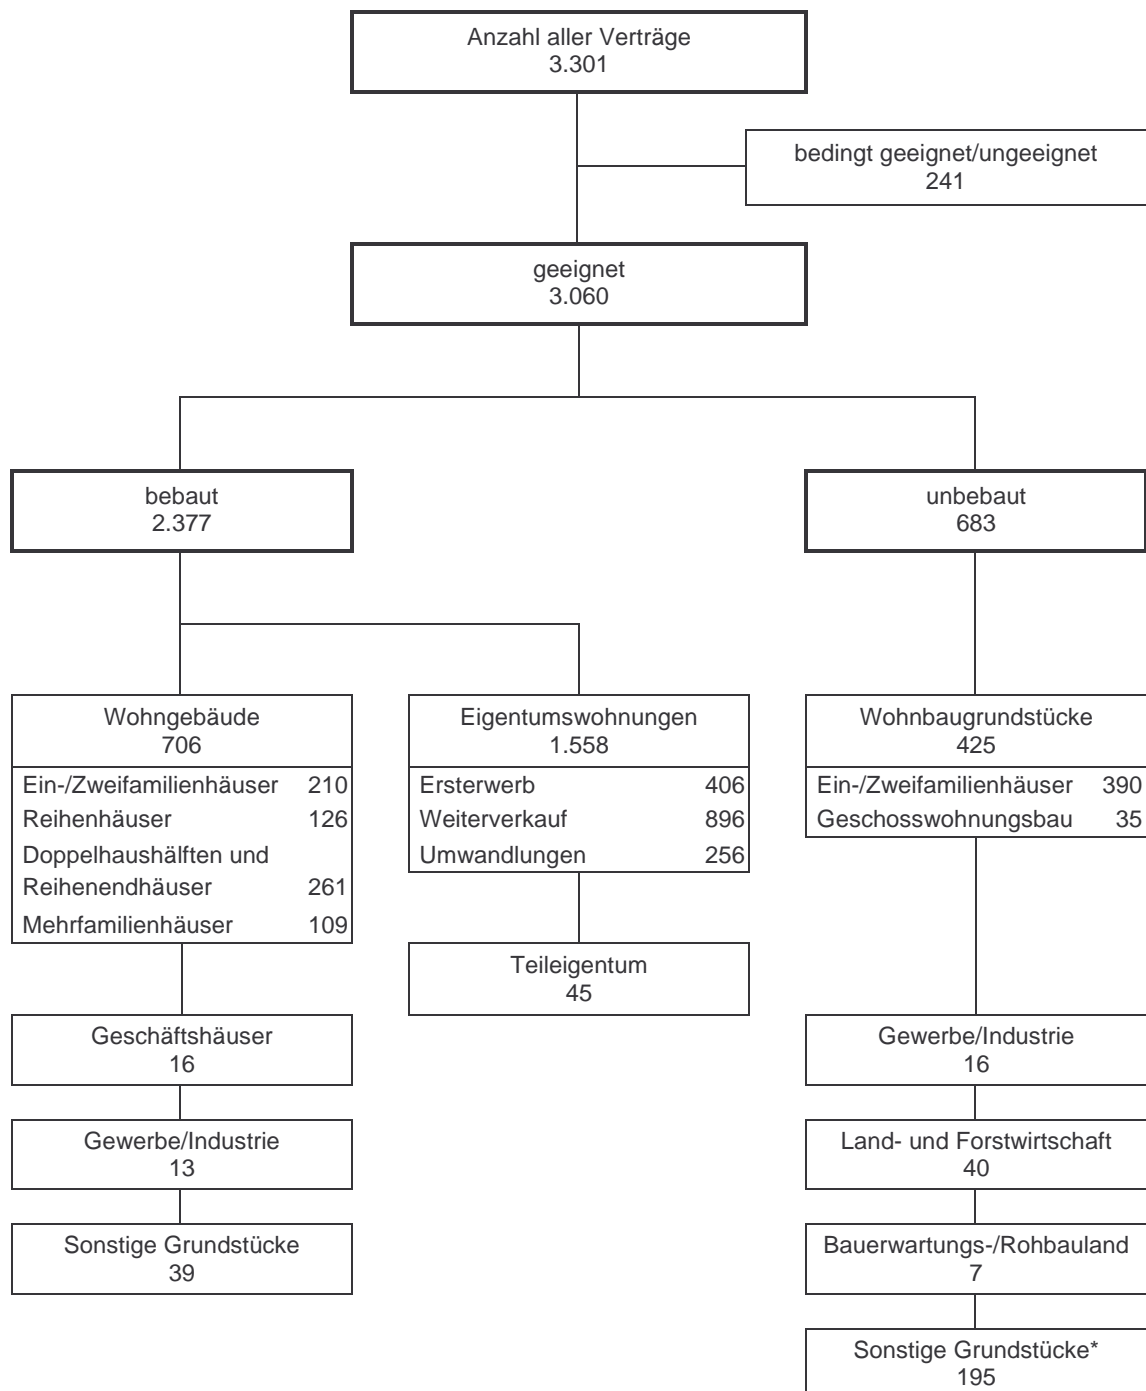 Anzahl aller Verträge
3.301
bedingt geeignet/ungeeignet
241
geeignet
3.060
bebaut
2.377
unbebaut
683
Wohngebäude
706
Ein-/Zweifamilienhäuser 210
Reihenhäuser 126
Doppelhaushälften und
Reihenendhäuser 261
Mehrfamilienhäuser 109
Eigentumswohnungen
1.558
Ersterwerb 406
Weiterverkauf 896
Umwandlungen 256
Wohnbaugrundstücke
425
Ein-/Zweifamilienhäuser 390
Geschosswohnungsbau 35
Teileigentum
45
Geschäftshäuser
16
Gewerbe/Industrie
13
Sonstige Grundstücke
39
Gewerbe/Industrie
16
Land- und Forstwirtschaft
40
Bauerwartungs-/Rohbauland
7
Sonstige Grundstücke*
195